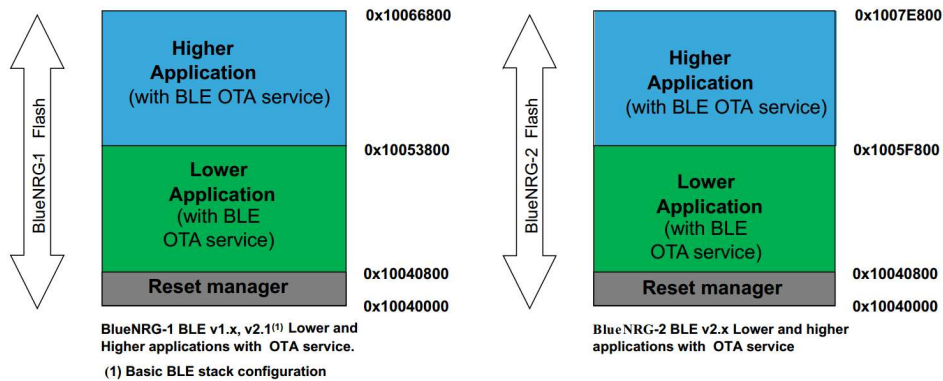 0x10066800
Higher
Application
(with BLE OTA service)
BlueNRG-1 Flash
0x10053800
Lower
Application
(with BLE
OTA service)
0x10040800
Reset manager
0x10040000
BlueNRG-1 BLE v1.x, v2.1(1) Lower and
Higher applications with OTA service.
(1) Basic BLE stack configuration
0x1007E800
Higher
Application
(with BLE OTA service)
BlueNRG-2 Flash
0x1005F800
Lower
Application
(with BLE
OTA service)
0x10040800
Reset manager
0x10040000
BlueNRG-2 BLE v2.x Lower and higher
applications with OTA service